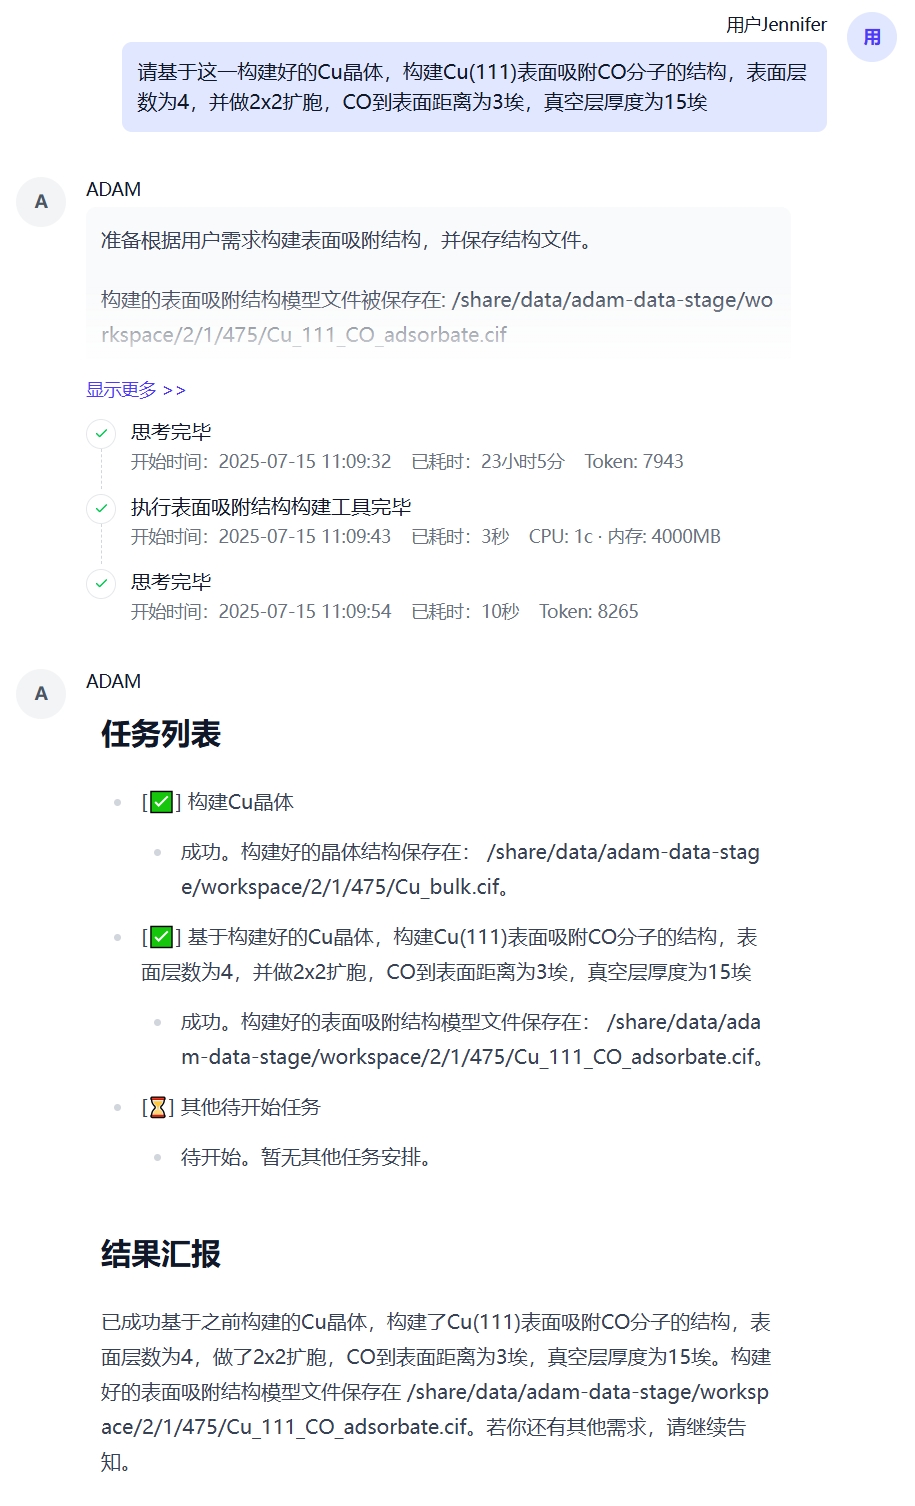 用户Jennifer
用
请基于这一构建好的Cu晶体，构建Cu(111)表面吸附CO分子的结构，表面层
数为4，并做2x2扩胞，CO到表面距离为3埃，真空层厚度为15埃
A
ADAM
准备根据用户需求构建表面吸附结构，并保存结构文件。
构建的表面吸附结构模型文件被保存在: /share/data/adam-data-stage/wo
rkspace/2/1/475/Cu_111_CO_adsorbate.cif
显示更多 >>
思考完毕
开始时间：2025-07-15 11:09:32 已耗时：23小时5分 Token: 7943
执行表面吸附结构构建工具完毕
开始时间：2025-07-15 11:09:43 已耗时：3秒 CPU: 1c · 内存: 4000MB
思考完毕
开始时间：2025-07-15 11:09:54 已耗时：10秒 Token: 8265
A
ADAM
任务列表
[✅] 构建Cu晶体
成功。构建好的晶体结构保存在： /share/data/adam-data-stag
e/workspace/2/1/475/Cu_bulk.cif。
[✅] 基于构建好的Cu晶体，构建Cu(111)表面吸附CO分子的结构，表
面层数为4，并做2x2扩胞，CO到表面距离为3埃，真空层厚度为15埃
成功。构建好的表面吸附结构模型文件保存在： /share/data/ada
m-data-stage/workspace/2/1/475/Cu_111_CO_adsorbate.cif。
[⏳] 其他待开始任务
待开始。暂无其他任务安排。
结果汇报
已成功基于之前构建的Cu晶体，构建了Cu(111)表面吸附CO分子的结构，表
面层数为4，做了2x2扩胞，CO到表面距离为3埃，真空层厚度为15埃。构建
好的表面吸附结构模型文件保存在 /share/data/adam-data-stage/worksp
ace/2/1/475/Cu_111_CO_adsorbate.cif。若你还有其他需求，请继续告
知。